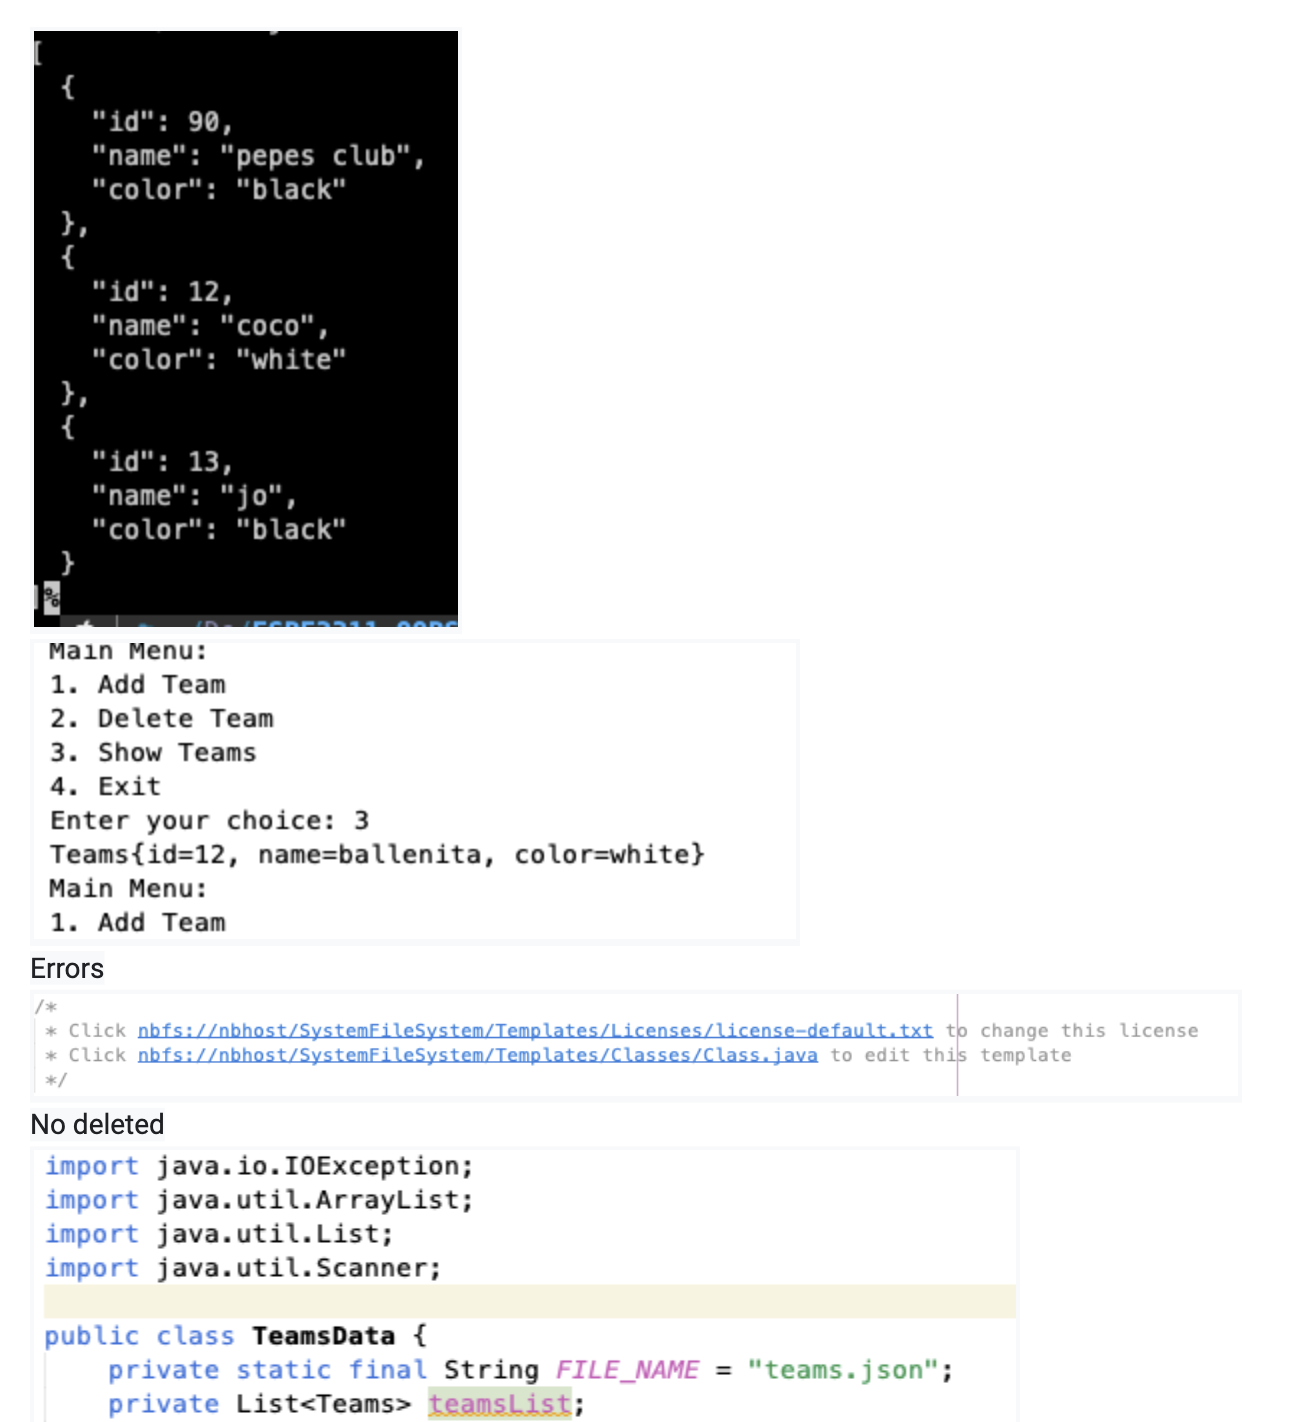 [
{
"id": 90,
"name": "pepes club",
"color": "black"
},
{
"id": 12,
"name": "coco",
"color": "white"
},
{
"id": 13,
"name": "jo",
"color": "black"
}
]%
Main Menu:
1. Add Team
2. Delete Team
3. Show Teams
4. Exit
Enter your choice: 3
Teams{id=12, name=ballenita, color=white}
Main Menu:
1. Add Team
Errors
/*
* Click nbfs://nbhost/SystemFileSystem/Templates/Licenses/license-default.txt to change this license
* Click nbfs://nbhost/SystemFileSystem/Templates/Classes/Class.java to edit this template
*/
No deleted
import java.io.IOException;
import java.util.ArrayList;
import java.util.List;
import java.util.Scanner;
public class TeamsData {
private static final String FILE_NAME = "teams.json";
private List<Teams> teamsList;